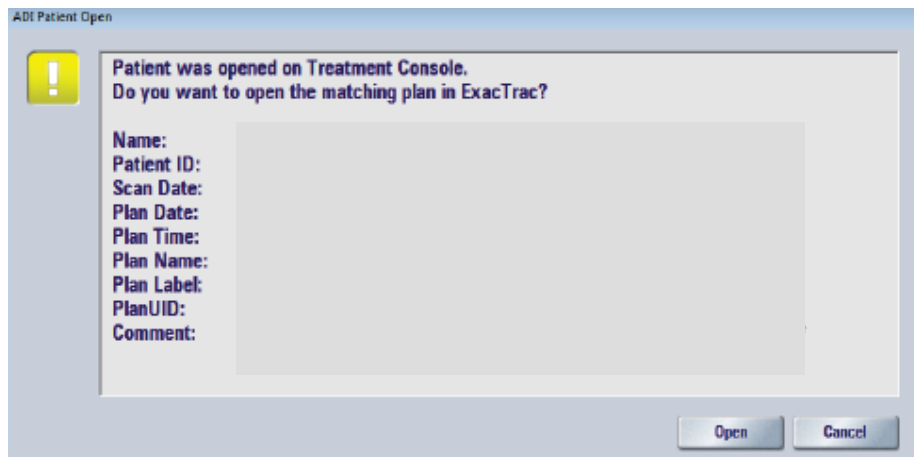 ADI Patient Open
!
Patient was opened on Treatment Console.
Do you want to open the matching plan in ExacTrac?
Name:
Patient ID:
Scan Date:
Plan Date:
Plan Time:
Plan Name:
Plan Label:
PlanUID:
Comment:
Open Cancel